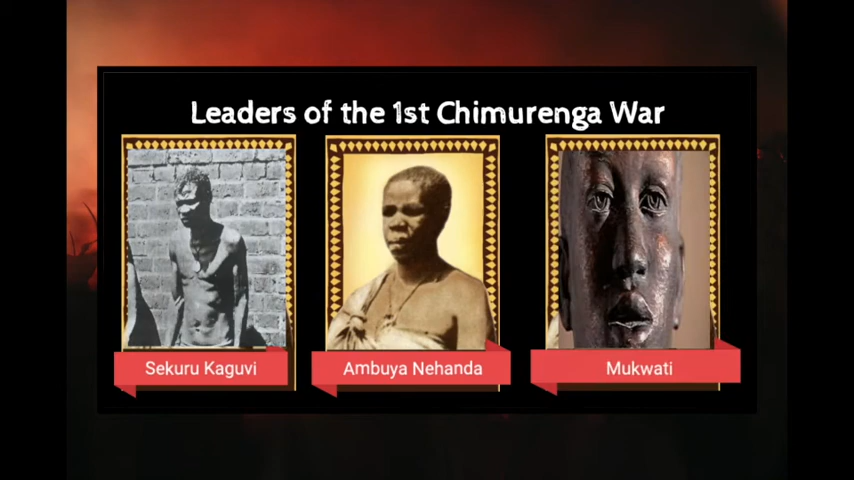 Leaders of the 1st Chimurenga War
Sekuru Kaguvi
Ambuya Nehanda
Mukwati